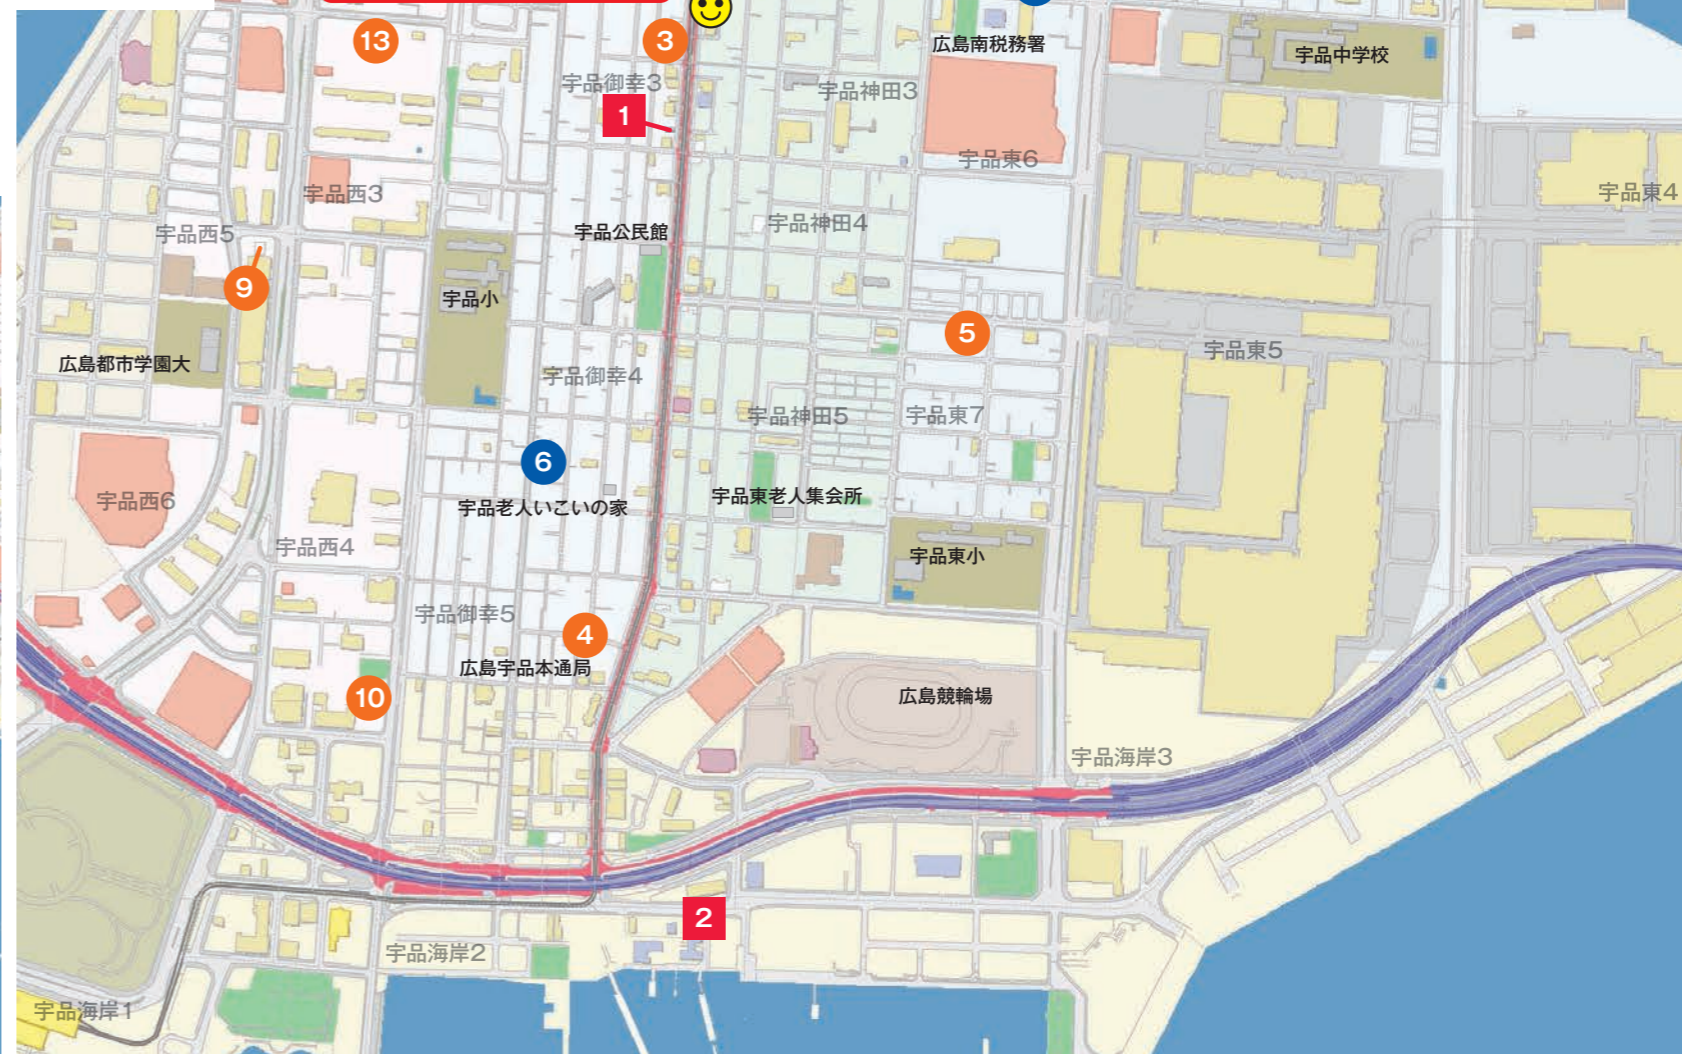 13
3
広島南税務署
宇品中学校
宇品御幸3
宇品神田3
1
宇品東6
宇品西3
宇品東4
宇品神田4
宇品西5
宇品公民館
9
宇品小
5
宇品東5
広島都市学園大
宇品御幸4
宇品神田5
宇品東7
6
宇品西6
宇品老人いこいの家
宇品東老人集会所
宇品西4
宇品東小
宇品御幸5
4
広島宇品本通局
10
広島競輪場
宇品海岸3
2
宇品海岸2
宇品海岸1